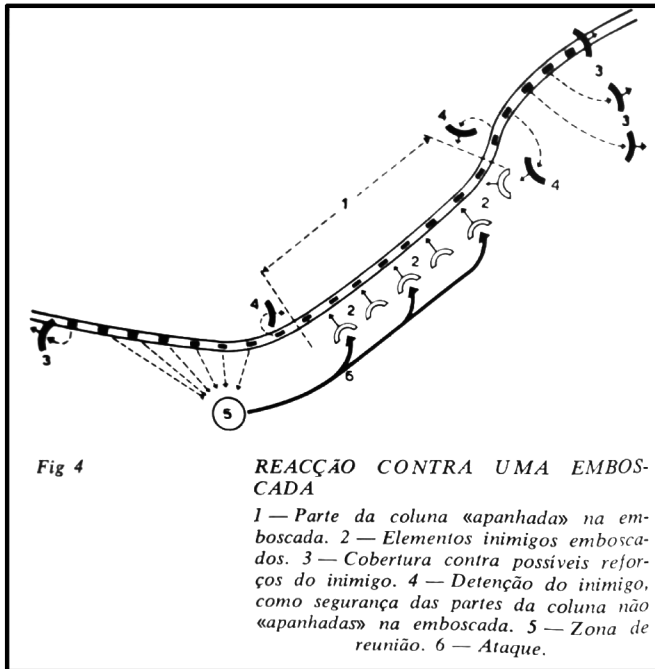 3
4
3
4
1
2
3
4
2
4
2
3
6
5
Fig 4
REACÇÃO CONTRA UMA EMBOS-
CADA
1 — Parte da coluna «apanhada» na em-
boscada. 2 — Elementos inimigos embosca-
dos. 3 — Cobertura contra possíveis refor-
ços do inimigo. 4 — Detenção do inimigo,
como segurança das partes da coluna não
«apanhadas» na emboscada. 5 — Zona de
reunião. 6 — Ataque.